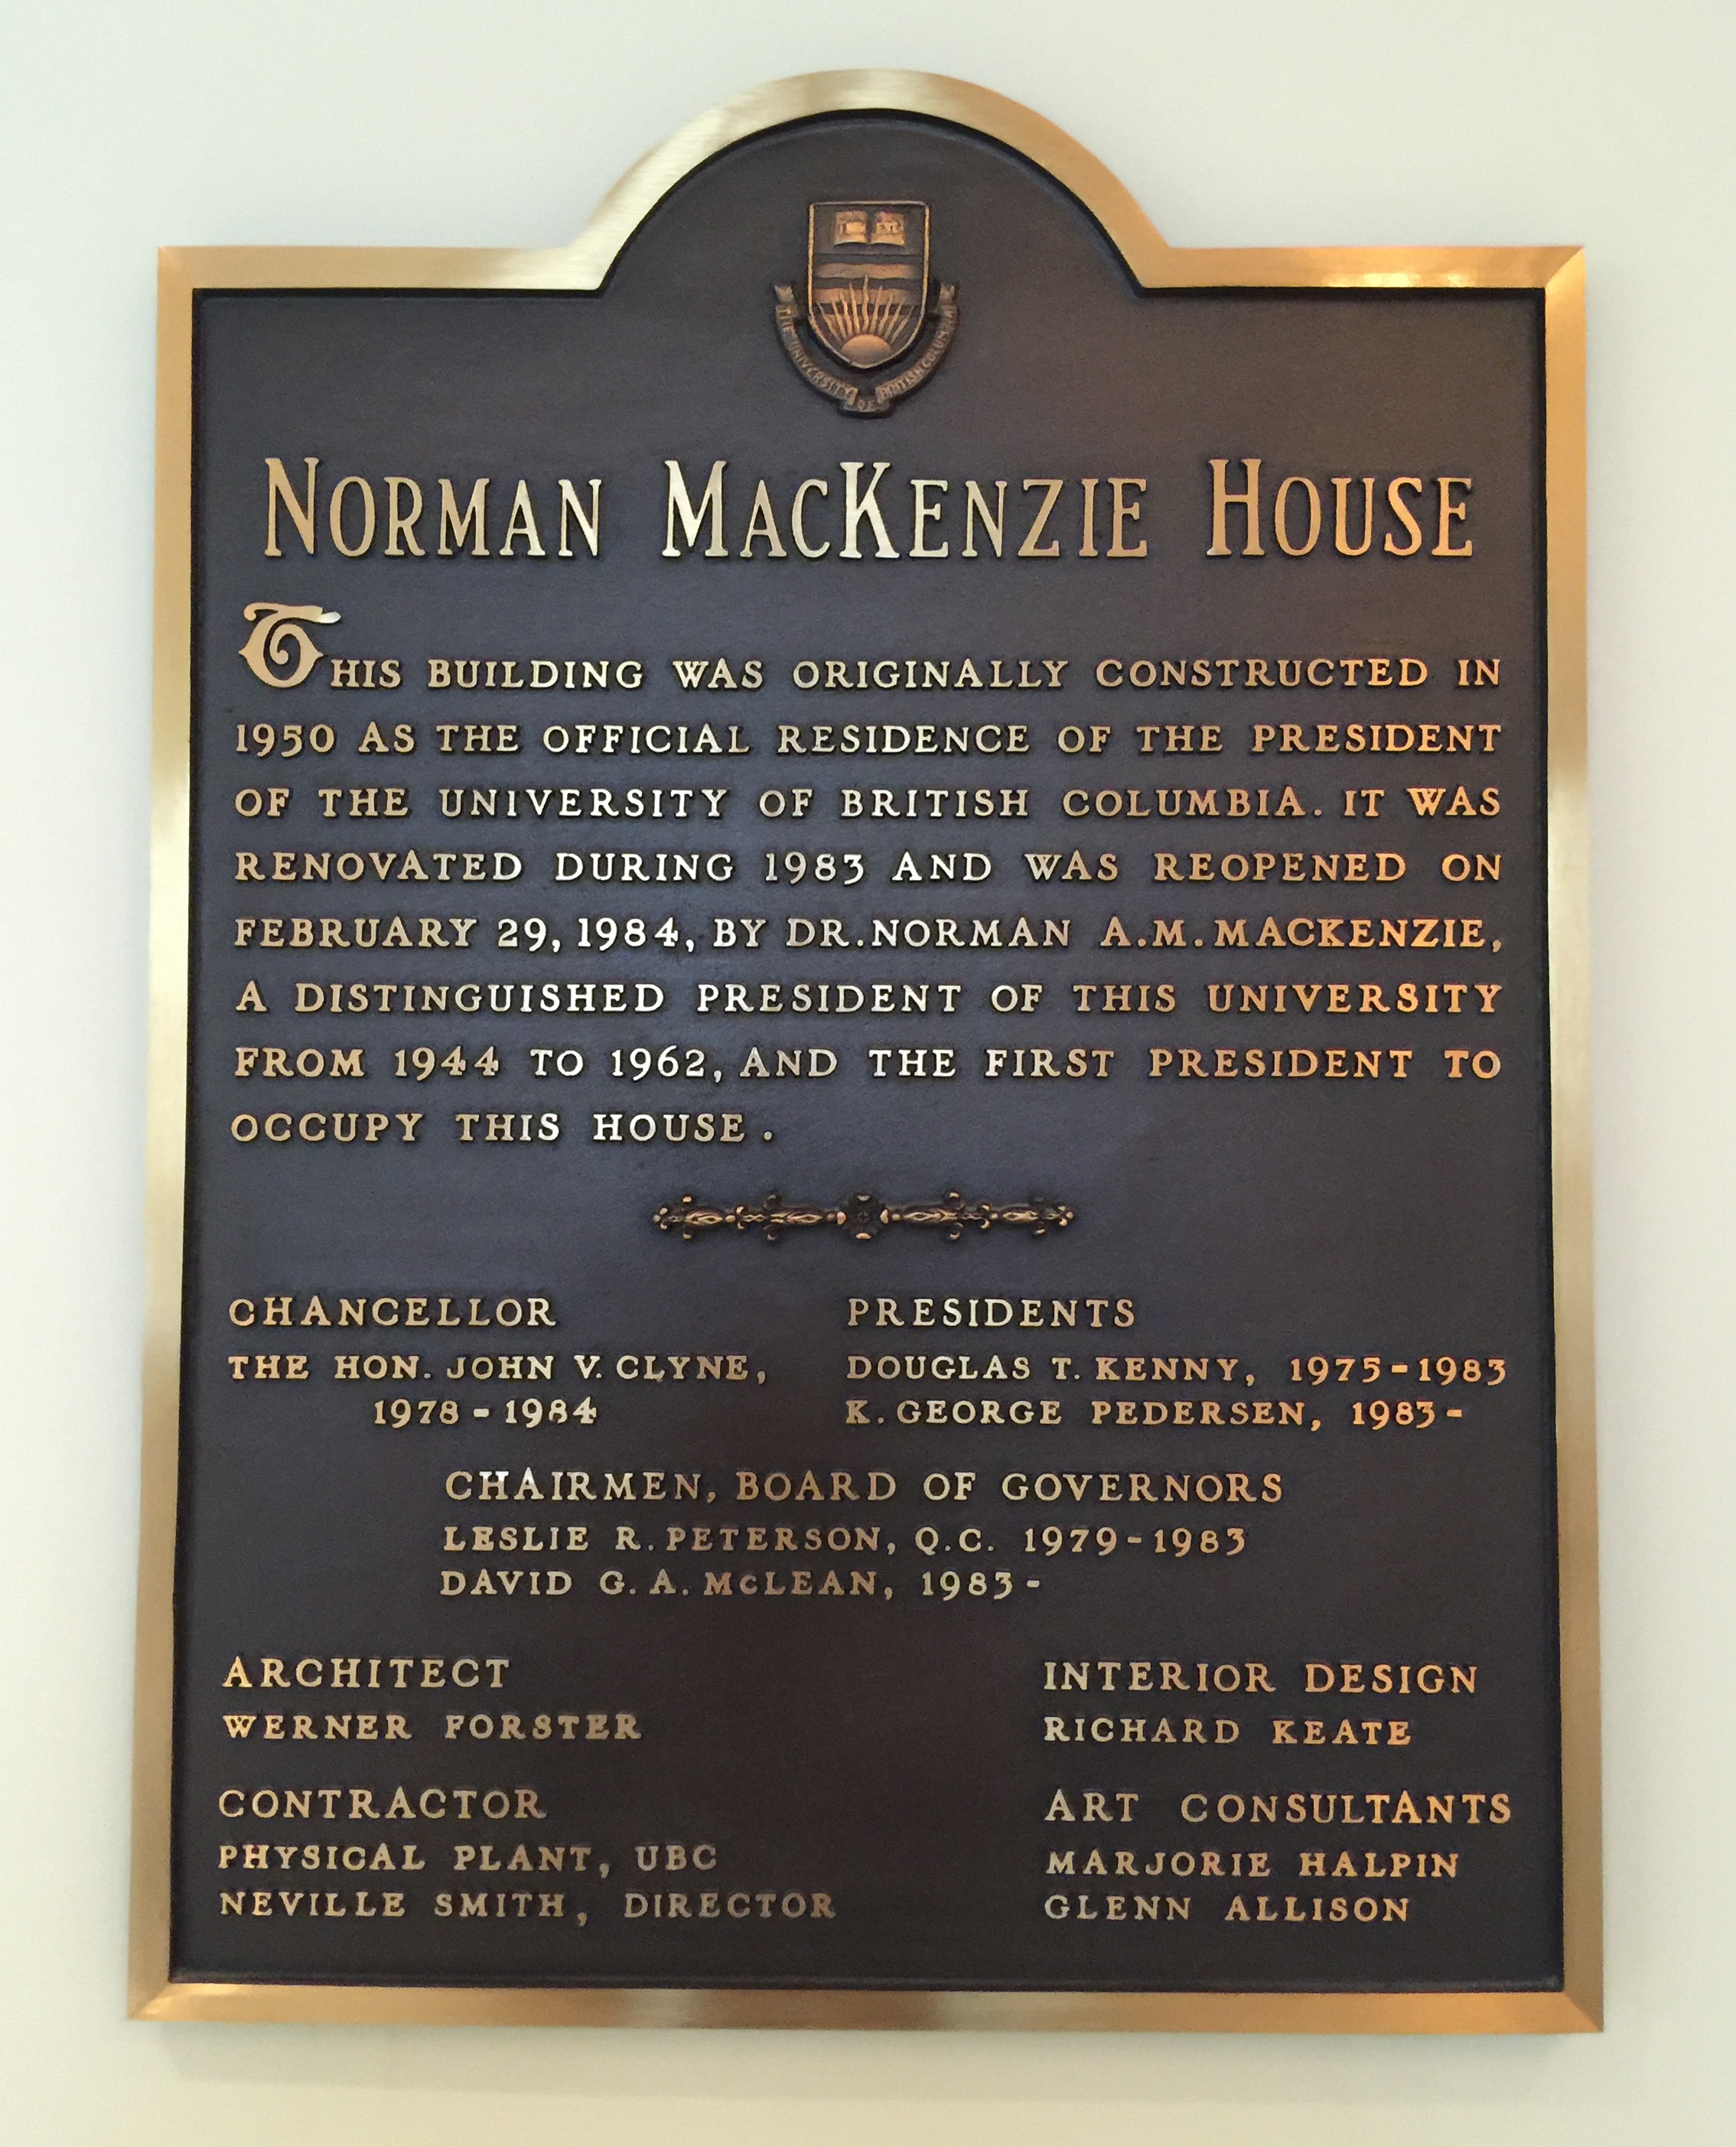 THE UNIVERSITY OF BRITISH COLUMBIA
NORMAN MACKENZIE HOUSE
THIS BUILDING WAS ORIGINALLY CONSTRUCTED IN
1950 AS THE OFFICIAL RESIDENCE OF THE PRESIDENT
OF THE UNIVERSITY OF BRITISH COLUMBIA. IT WAS
RENOVATED DURING 1983 AND WAS REOPENED ON
FEBRUARY 29, 1984, BY DR. NORMAN A.M. MACKENZIE,
A DISTINGUISHED PRESIDENT OF THIS UNIVERSITY
FROM 1944 TO 1962, AND THE FIRST PRESIDENT TO
OCCUPY THIS HOUSE.
CHANCELLOR
THE HON. JOHN V. CLYNE,
1978 - 1984
PRESIDENTS
DOUGLAS T. KENNY, 1975-1983
K. GEORGE PEDERSEN, 1983-
CHAIRMEN, BOARD OF GOVERNORS
LESLIE R. PETERSON, Q.C. 1979-1983
DAVID G. A. McLEAN, 1983-
ARCHITECT
WERNER FORSTER
INTERIOR DESIGN
RICHARD KEATE
CONTRACTOR
PHYSICAL PLANT, UBC
NEVILLE SMITH, DIRECTOR
ART CONSULTANTS
MARJORIE HALPIN
GLENN ALLISON